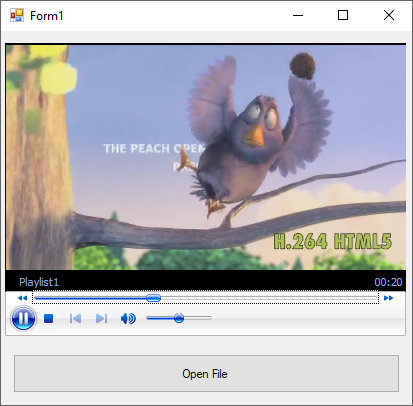 Form1
THE PEACH OPEN
H.264 HTML5
Playlist1
00:20
Open File